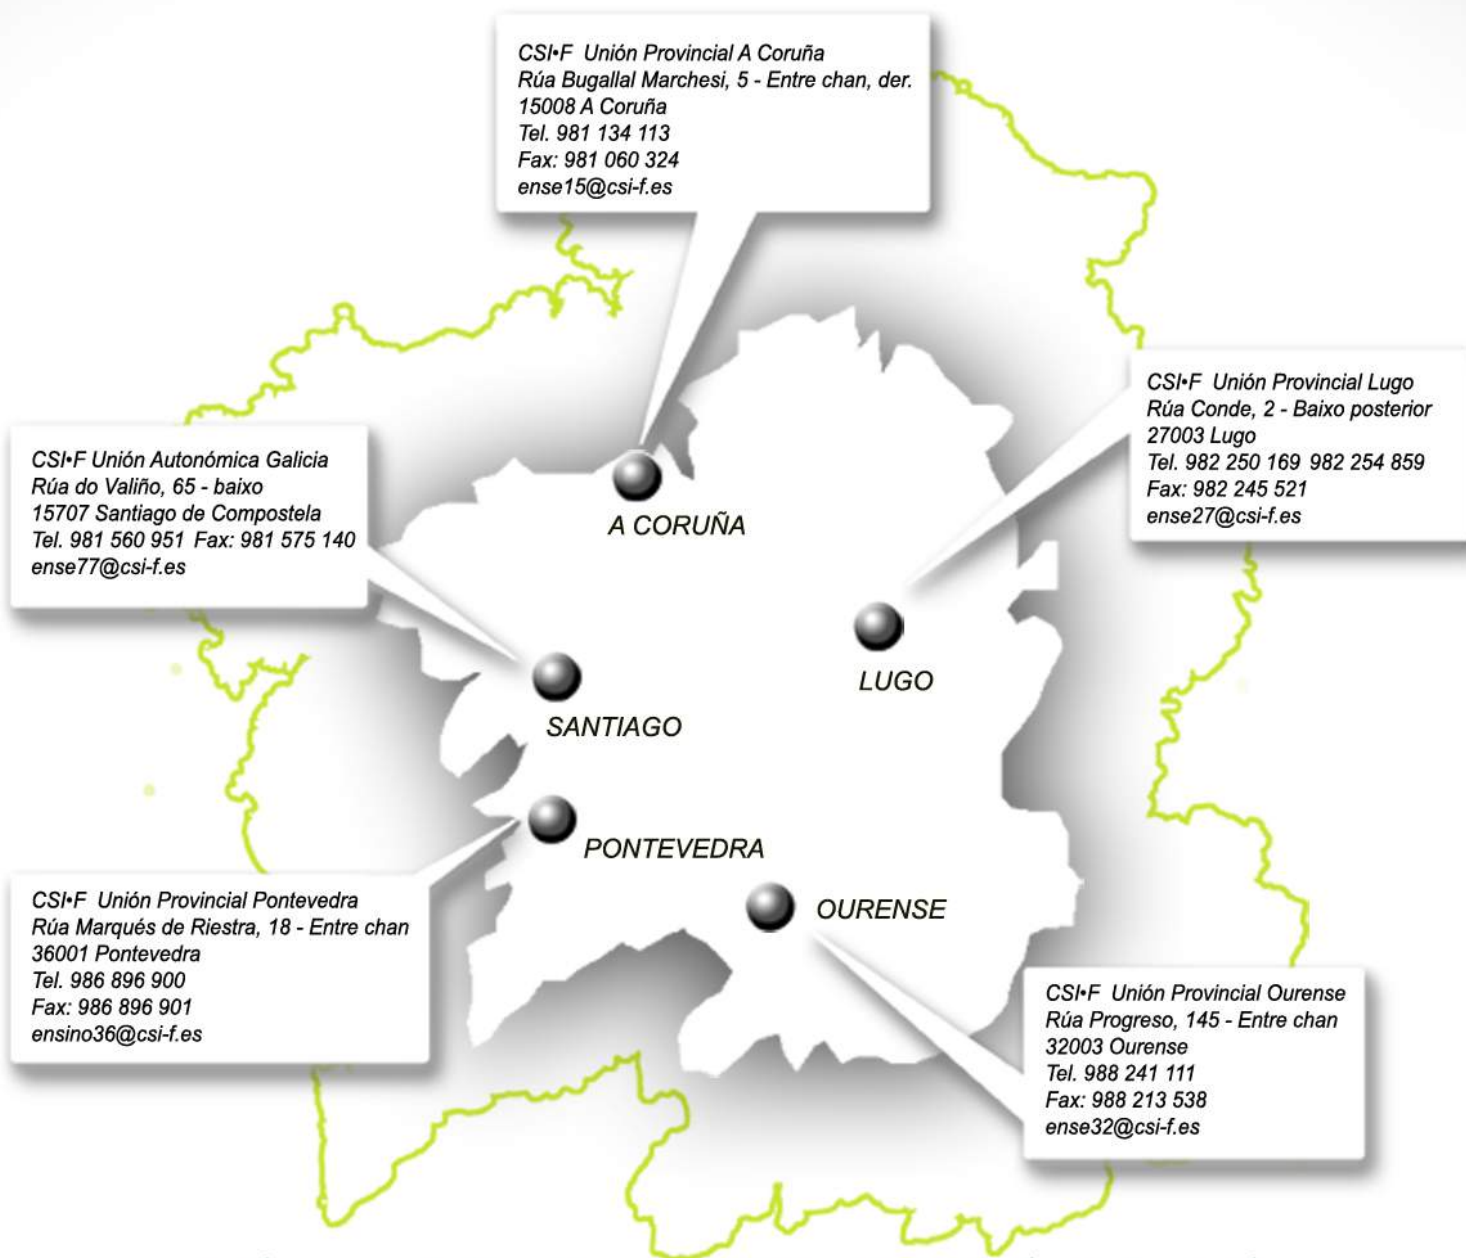 CSI•F Unión Provincial A Coruña
Rúa Bugallal Marchesi, 5 - Entre chan, der.
15008 A Coruña
Tel. 981 134 113
Fax: 981 060 324
ense15@csi-f.es
CSI•F Unión Provincial Lugo
Rúa Conde, 2 - Baixo posterior
27003 Lugo
Tel. 982 250 169 982 254 859
Fax: 982 245 521
ense27@csi-f.es
CSI•F Unión Autonómica Galicia
Rúa do Valiño, 65 - baixo
15707 Santiago de Compostela
Tel. 981 560 951 Fax: 981 575 140
ense77@csi-f.es
A CORUÑA
LUGO
SANTIAGO
PONTEVEDRA
OURENSE
CSI•F Unión Provincial Pontevedra
Rúa Marqués de Riestra, 18 - Entre chan
36001 Pontevedra
Tel. 986 896 900
Fax: 986 896 901
ensino36@csi-f.es
CSI•F Unión Provincial Ourense
Rúa Progreso, 145 - Entre chan
32003 Ourense
Tel. 988 241 111
Fax: 988 213 538
ense32@csi-f.es